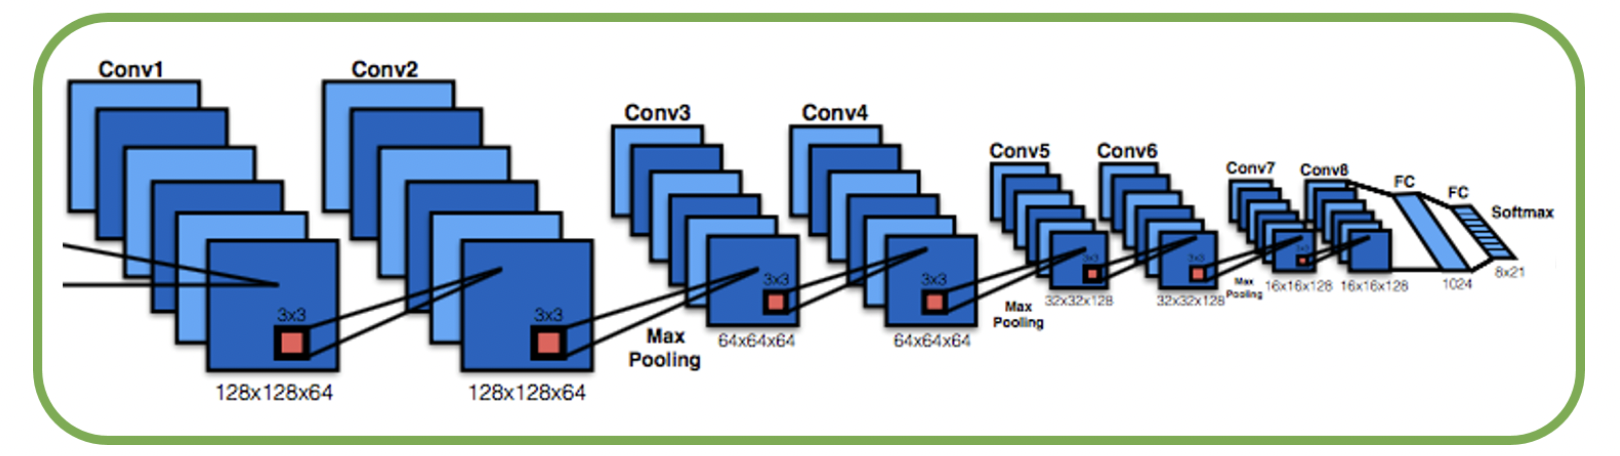 Conv1
3x3
128x128x64
Conv2
3x3
128x128x64
Max
Pooling
Conv3
3x3
64x64x64
Conv4
3x3
64x64x64
Max
Pooling
Conv5
3x3
32x32x128
Conv6
3x3
32x32x128
Max
Pooling
Conv7
3x3
16x16x128
Conv8
16x16x128
FC
1024
FC
Softmax
8x21